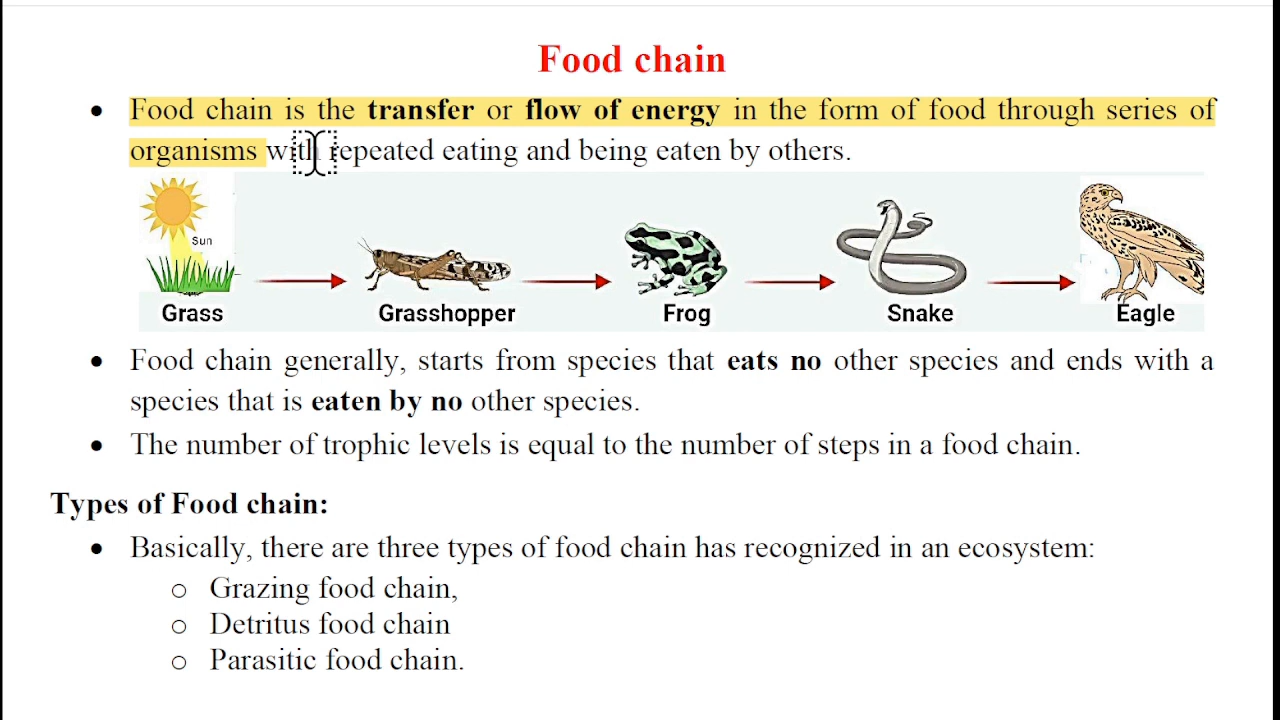 Food chain
• Food chain is the transfer or flow of energy in the form of food through series of
organisms with repeated eating and being eaten by others.
Sun
Grass Grasshopper Frog Snake Eagle
• Food chain generally, starts from species that eats no other species and ends with a
species that is eaten by no other species.
• The number of trophic levels is equal to the number of steps in a food chain.
Types of Food chain:
• Basically, there are three types of food chain has recognized in an ecosystem:
o Grazing food chain,
o Detritus food chain
o Parasitic food chain.